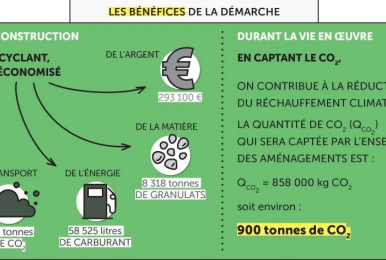 LES BÉNÉFICES DE LA DÉMARCHE
CONSTRUCTION
CYCLANT,
ÉCONOMISÉ
DE L'ARGENT
293 100 €
DE LA MATIÈRE
8 318 tonnes
DE GRANULATS
DE L'ÉNERGIE
58 525 litres
DE CARBURANT
TRANSPORT
tonnes
DE CO2
DURANT LA VIE EN ŒUVRE
EN CAPTANT LE CO2,
ON CONTRIBUE À LA RÉDUCT
DU RÉCHAUFFEMENT CLIMAT
LA QUANTITÉ DE CO2 (QCO2)
QUI SERA CAPTÉE PAR L'ENSE
DES AMÉNAGEMENTS EST :
QCO2 = 858 000 kg CO2
soit environ :
900 tonnes de CO2